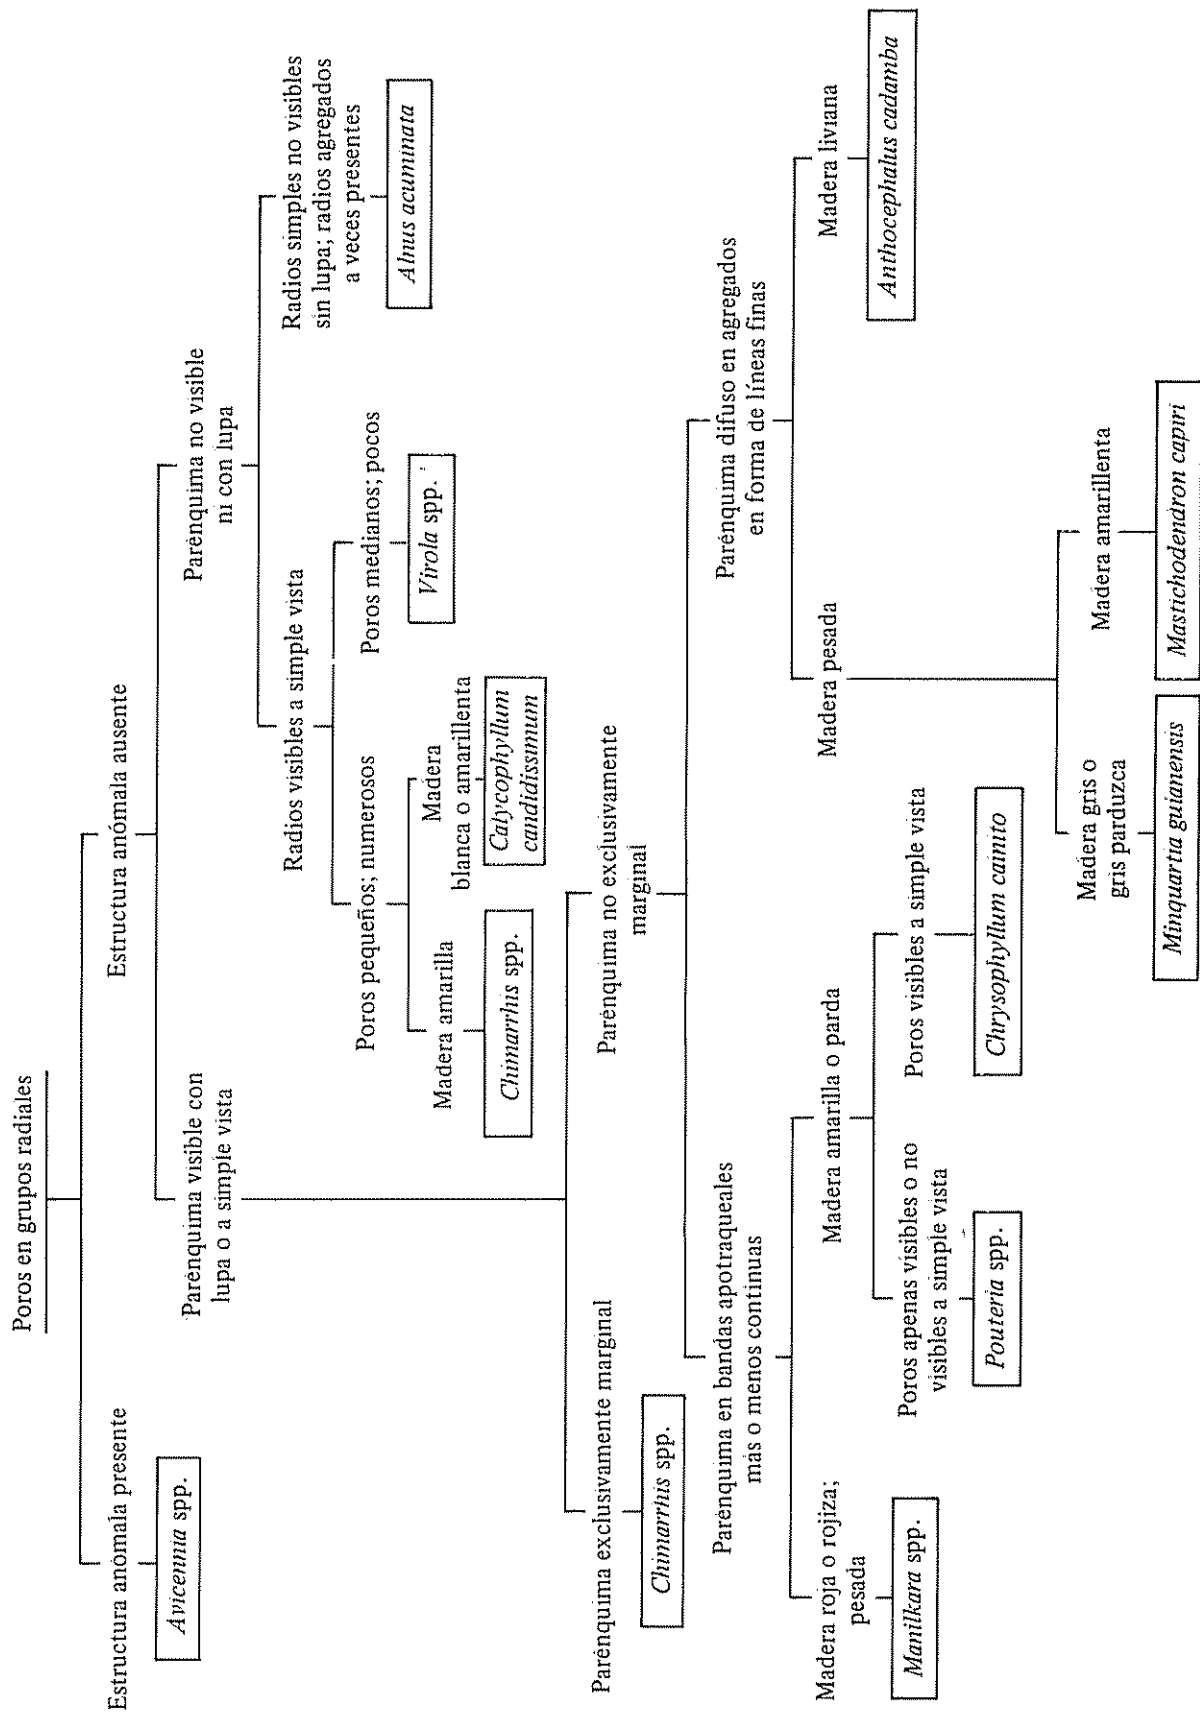 Poros en grupos radiales
Estructura anómala presente
Avicennia spp.
Estructura anómala ausente
Parénquima visible con
lupa o a simple vista
Parénquima no visible
ni con lupa
Radios visibles a simple vista
Radios simples no visibles
sin lupa; radios agregados
a veces presentes
Alnus acuminata
Poros pequeños; numerosos
Poros medianos; pocos
Virola spp.
Madera amarilla
Chimarrhis spp.
Madera
blanca o amarillenta
Calycophyllum
candidissimum
Parénquima exclusivamente marginal
Chimarrhis spp.
Parénquima no exclusivamente
marginal
Parénquima en bandas apotraqueales
más o menos continuas
Parénquima difuso en agregados
en forma de líneas finas
Madera roja o rojiza;
pesada
Manilkara spp.
Madera amarilla o parda
Poros apenas visibles o no
visibles a simple vista
Pouteria spp.
Poros visibles a simple vista
Chrysophyllum cainito
Madera pesada
Madera liviana
Anthocephalus cadamba
Madera gris o
gris parduzca
Minquartia guianensis
Madera amarillenta
Mastichodendron capiri